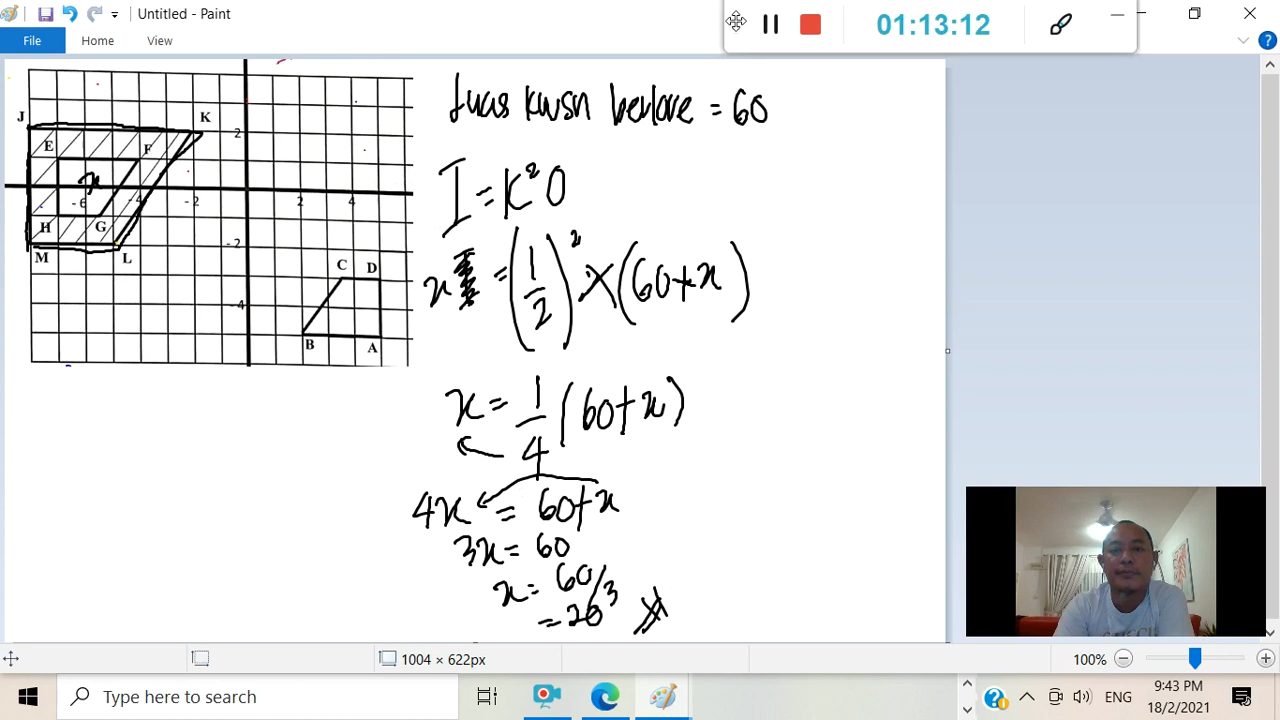 Untitled - Paint
01:13:12
File
Home
View
J
K
2
E
F
x
-6
-4
-2
2
4
H
G
-2
M
L
C
D
-4
B
A
luas kwsn berlorek = 60
I = K²O
x = (1/2)² × (60+x)
x = 1/4 (60+x)
4x = 60+x
3x = 60
x = 60/3
= 20
1004 × 622px
100%
Type here to search
ENG
9:43 PM
18/2/2021